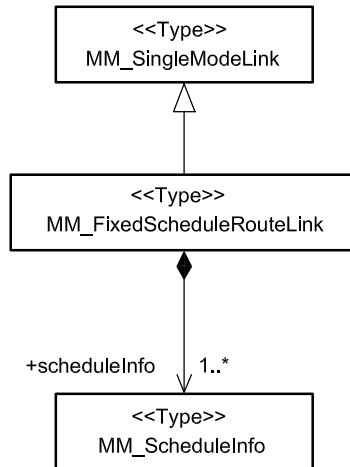 <<Type>>
MM_SingleModeLink
<<Type>>
MM_FixedScheduleRouteLink
+scheduleInfo 1..*
<<Type>>
MM_ScheduleInfo